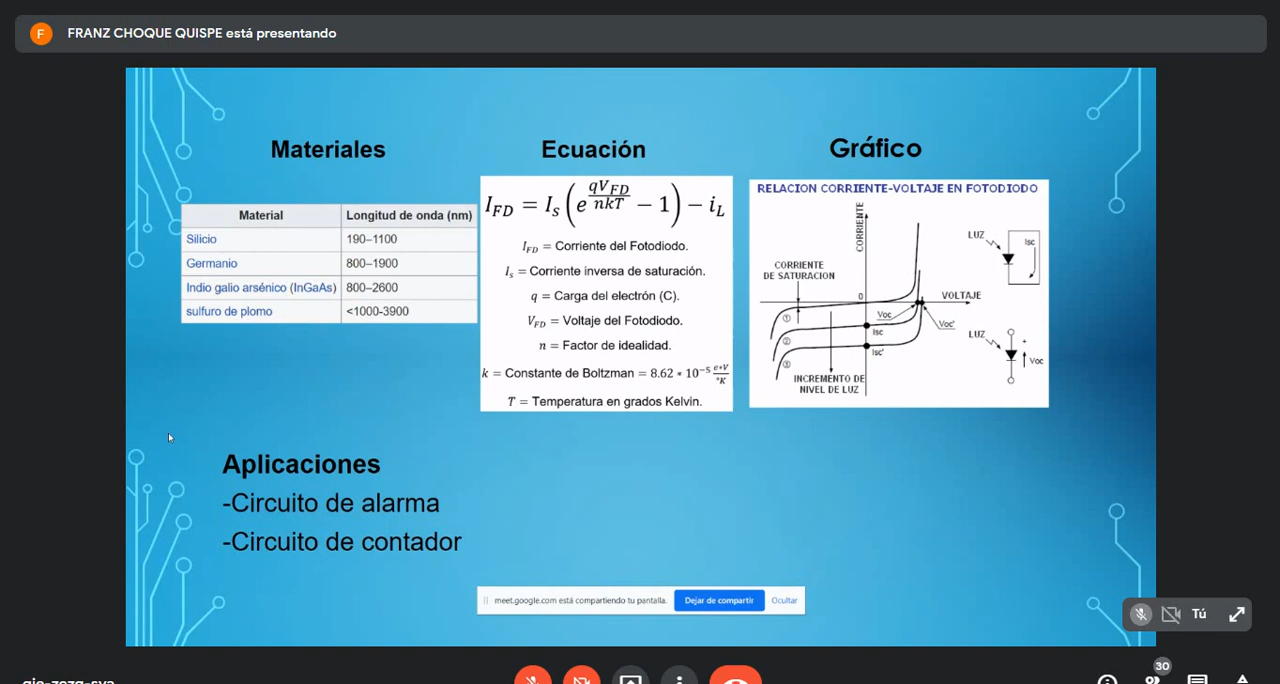 F FRANZ CHOQUE QUISPE está presentando
Materiales
Material Longitud de onda (nm)
Silicio 190–1100
Germanio 800–1900
Indio galio arsénico (InGaAs) 800–2600
sulfuro de plomo <1000-3900
Ecuación
I_FD = I_s (e^(qV_FD/nkT) − 1) − i_L
I_FD = Corriente del Fotodiodo.
I_s = Corriente inversa de saturación.
q = Carga del electrón (C).
V_FD = Voltaje del Fotodiodo.
n = Factor de idealidad.
k = Constante de Boltzman = 8.62 * 10^−5 e*V/°K
T = Temperatura en grados Kelvin.
Gráfico
RELACION CORRIENTE-VOLTAJE EN FOTODIODO
CORRIENTE
LUZ
Isc
CORRIENTE
DE SATURACION
0
VOLTAJE
1
Voc
Voc'
2
Isc
LUZ
+
Isc'
Voc
3
INCREMENTO DE
NIVEL DE LUZ
-
Aplicaciones
-Circuito de alarma
-Circuito de contador
meet.google.com está compartiendo tu pantalla. Dejar de compartir Ocultar
Tú
30